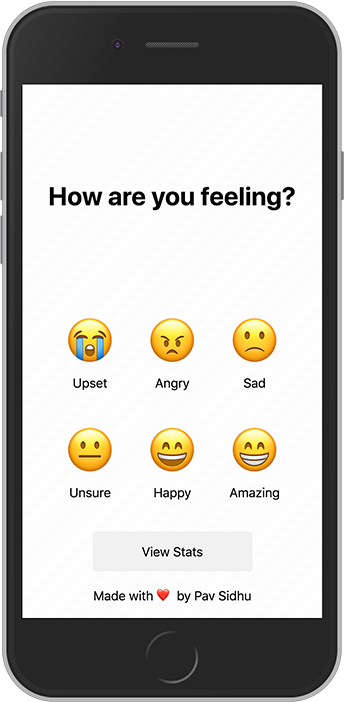 How are you feeling?
Upset Angry Sad
Unsure Happy Amazing
View Stats
Made with ❤️ by Pav Sidhu